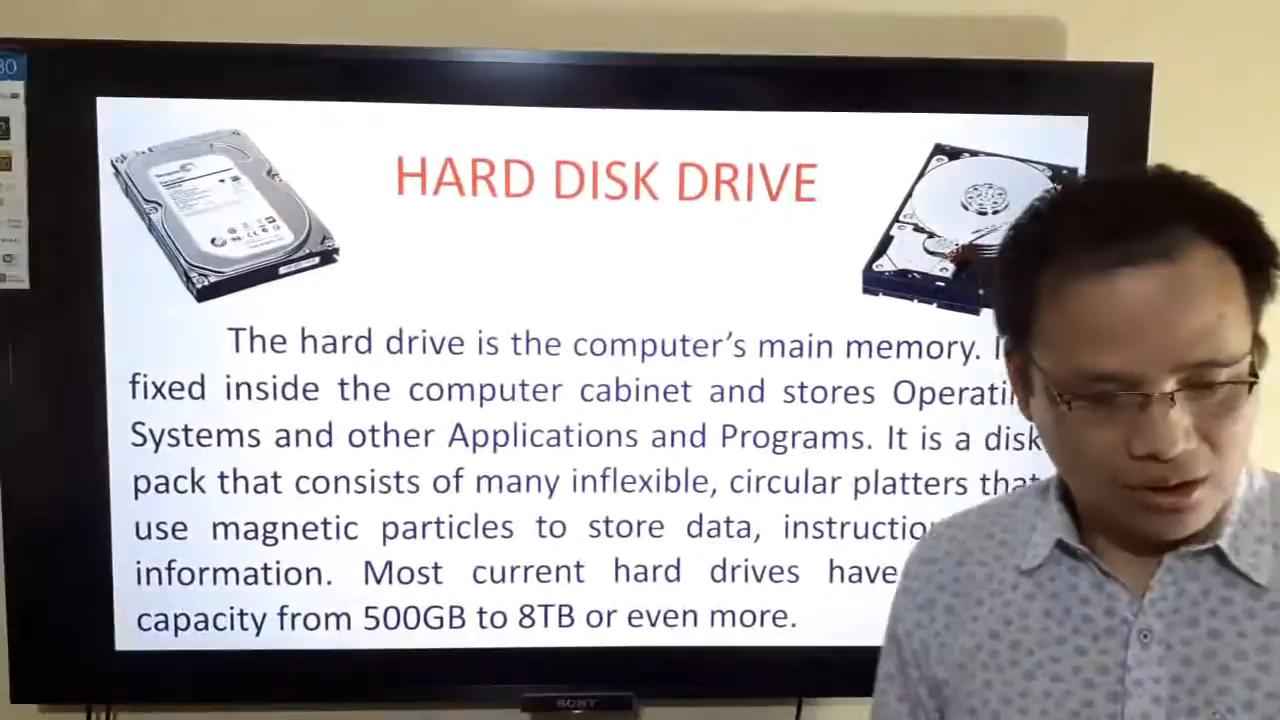 HARD DISK DRIVE
The hard drive is the computer's main memory.
fixed inside the computer cabinet and stores
Systems and other Applications and Programs. It is a disk
pack that consists of many inflexible, circular platters that
use magnetic particles to store data,
information. Most current hard drives have
capacity from 500GB to 8TB or even more.
SONY